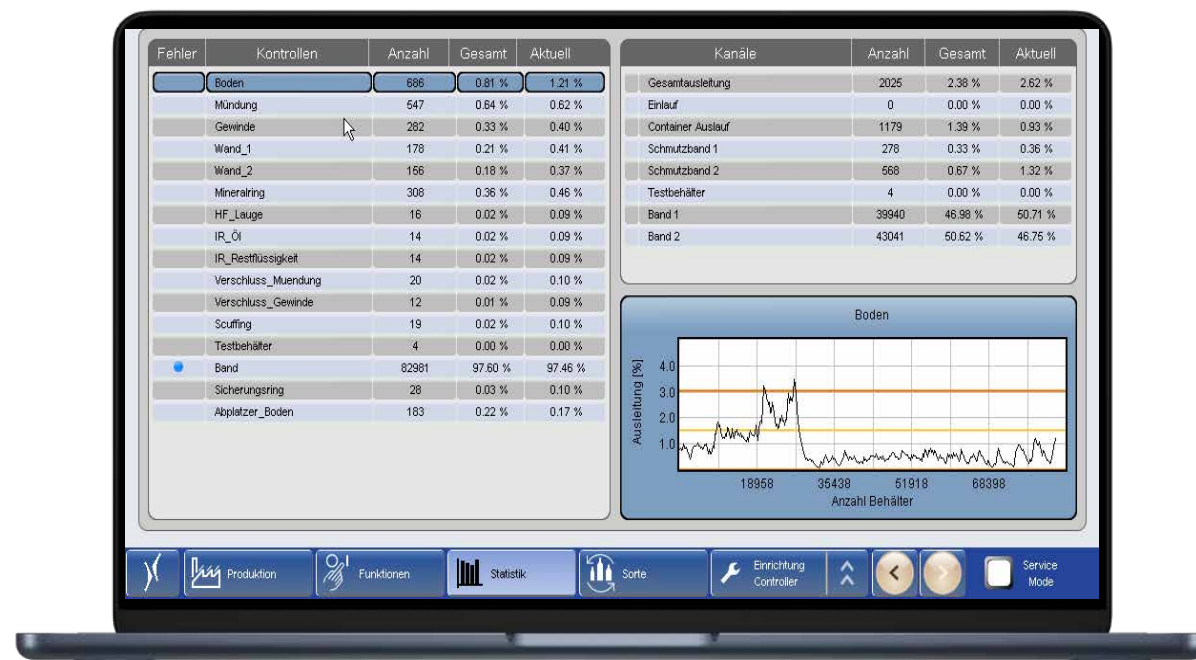 Fehler Kontrollen Anzahl Gesamt Aktuell
Boden 686 0.81 % 1.21 %
Mündung 547 0.64 % 0.62 %
Gewinde 282 0.33 % 0.40 %
Wand_1 178 0.21 % 0.41 %
Wand_2 156 0.18 % 0.37 %
Mineralring 308 0.36 % 0.46 %
HF_Lauge 16 0.02 % 0.09 %
IR_Öl 14 0.02 % 0.09 %
IR_Restflüssigkeit 14 0.02 % 0.09 %
Verschluss_Muendung 20 0.02 % 0.10 %
Verschluss_Gewinde 12 0.01 % 0.09 %
Scuffing 19 0.02 % 0.10 %
Testbehälter 4 0.00 % 0.00 %
Band 82981 97.60 % 97.46 %
Sicherungsring 28 0.03 % 0.10 %
Abplatzer_Boden 183 0.22 % 0.17 %
Kanäle Anzahl Gesamt Aktuell
Gesamtausleitung 2025 2.38 % 2.62 %
Einlauf 0 0.00 % 0.00 %
Container Auslauf 1179 1.39 % 0.93 %
Schmutzband 1 278 0.33 % 0.36 %
Schmutzband 2 568 0.67 % 1.32 %
Testbehälter 4 0.00 % 0.00 %
Band 1 39940 46.98 % 50.71 %
Band 2 43041 50.62 % 46.75 %
Boden
Ausleitung [%]
4.0
3.0
2.0
1.0
18958 35438 51918 68398
Anzahl Behälter
Produktion
Funktionen
Statistik
Sorte
Einrichtung
Controller
Service
Mode